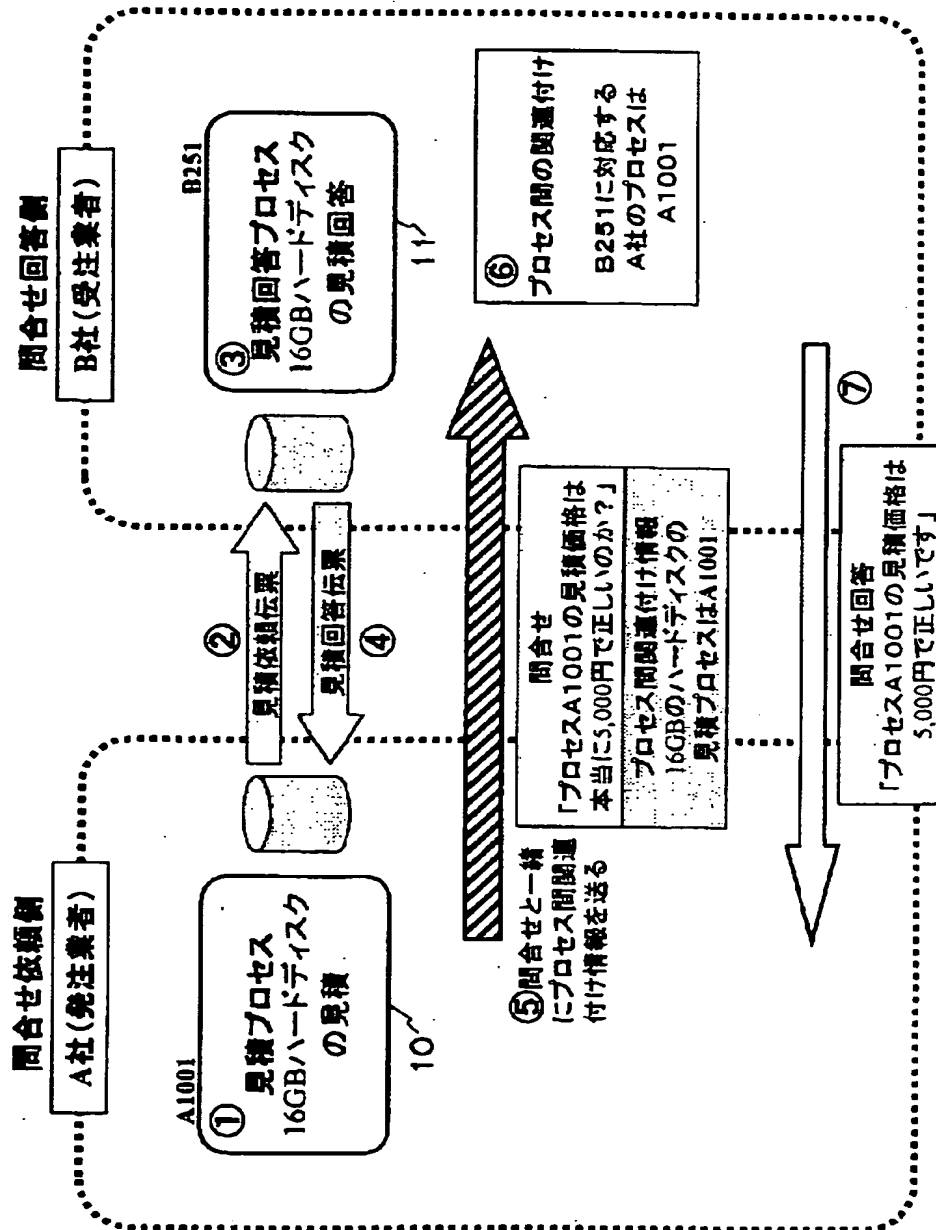 問合せ依頼側
A社(発注業者)
A1001
①
見積プロセス
16GBハードディスク
の見積
10
②
見積依頼伝票
見積回答伝票
④
問合せ回答側
B社(受注業者)
B251
③
見積回答プロセス
16GBハードディスク
の見積回答
11
⑤問合せと一緒
にプロセス間関連
付け情報を送る
問合せ
「プロセスA1001の見積価格は
本当に5,000円で正しいのか?」
プロセス間関連付け情報
16GBのハードディスクの
見積プロセスはA1001
⑥
プロセス間の関連付け
B251に対応する
A社のプロセスは
A1001
⑦
問合せ回答
「プロセスA1001の見積価格は
5,000円で正しいです」